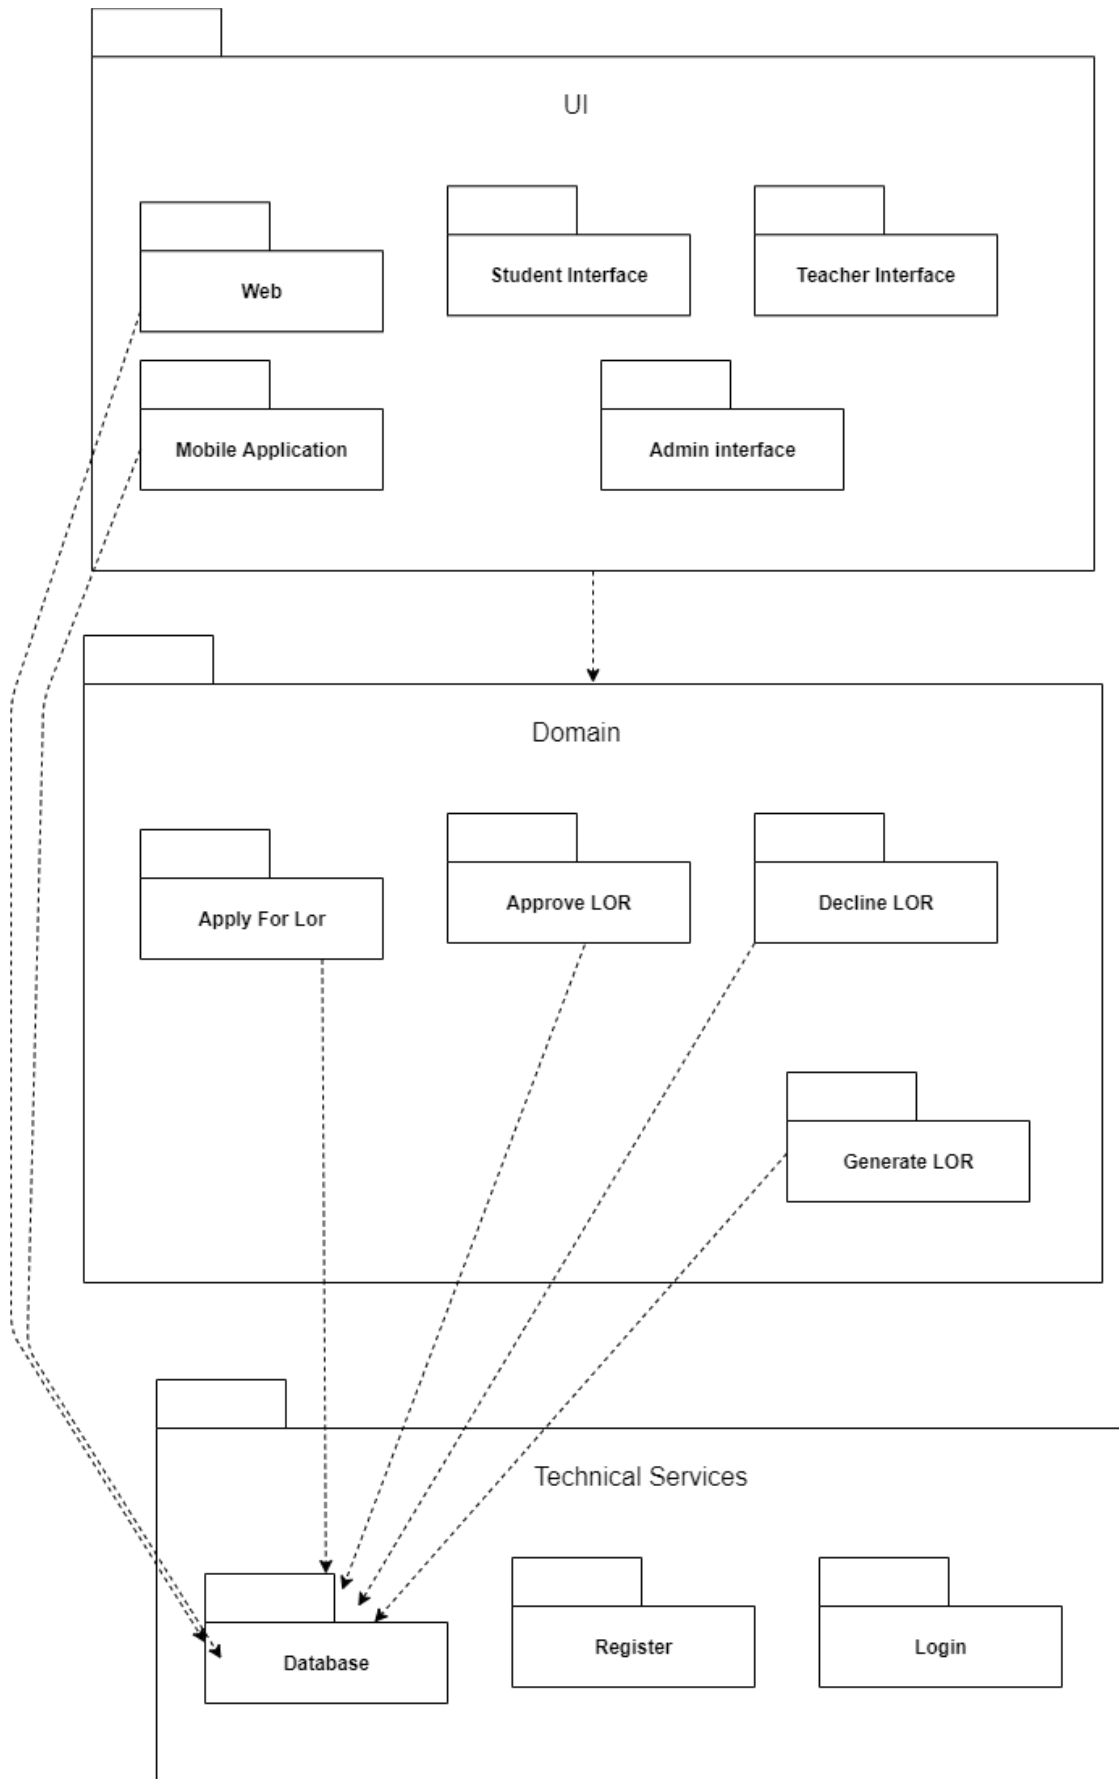 UI
Web
Student Interface
Teacher Interface
Mobile Application
Admin interface
Domain
Apply For Lor
Approve LOR
Decline LOR
Generate LOR
Technical Services
Database
Register
Login